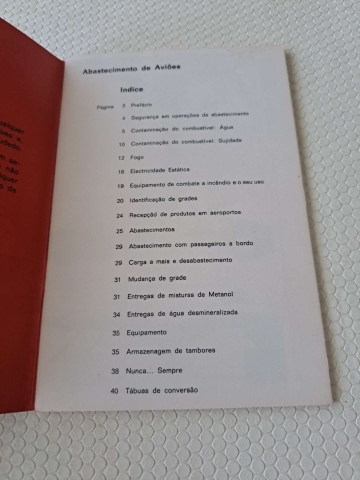 Abastecimento de Aviões
Índice
Página 3 Prefácio
4 Segurança em operações de abastecimento
5 Contaminação do combustível: Água
10 Contaminação do combustível: Sujidade
12 Fogo
18 Electricidade Estática
19 Equipamento de combate a incêndio e o seu uso
20 Identificação de grades
24 Recepção de produtos em aeroportos
25 Abastecimentos
29 Abastecimento com passageiros a bordo
29 Carga a mais e desabastecimento
31 Mudança de grade
31 Entregas de misturas de Metanol
34 Entregas de água desmineralizada
35 Equipamento
35 Armazenagem de tambores
38 Nunca... Sempre
40 Tábuas de conversão